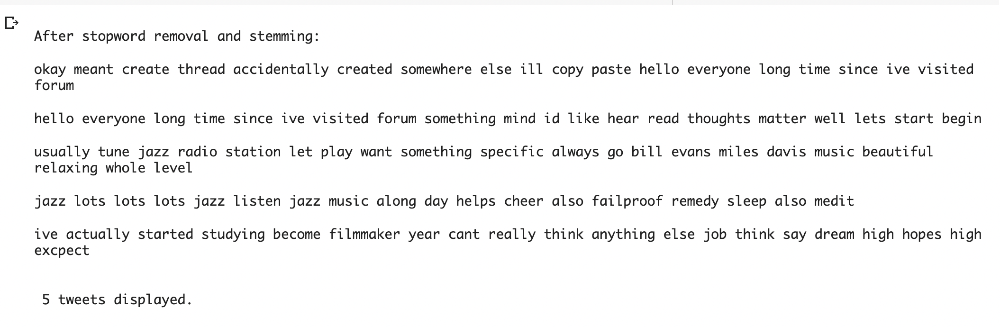 After stopword removal and stemming:
okay meant create thread accidentally created somewhere else ill copy paste hello everyone long time since ive visited
forum
hello everyone long time since ive visited forum something mind id like hear read thoughts matter well lets start begin
usually tune jazz radio station let play want something specific always go bill evans miles davis music beautiful
relaxing whole level
jazz lots lots lots jazz listen jazz music along day helps cheer also failproof remedy sleep also medit
ive actually started studying become filmmaker year cant really think anything else job think say dream high hopes high
excpect
5 tweets displayed.